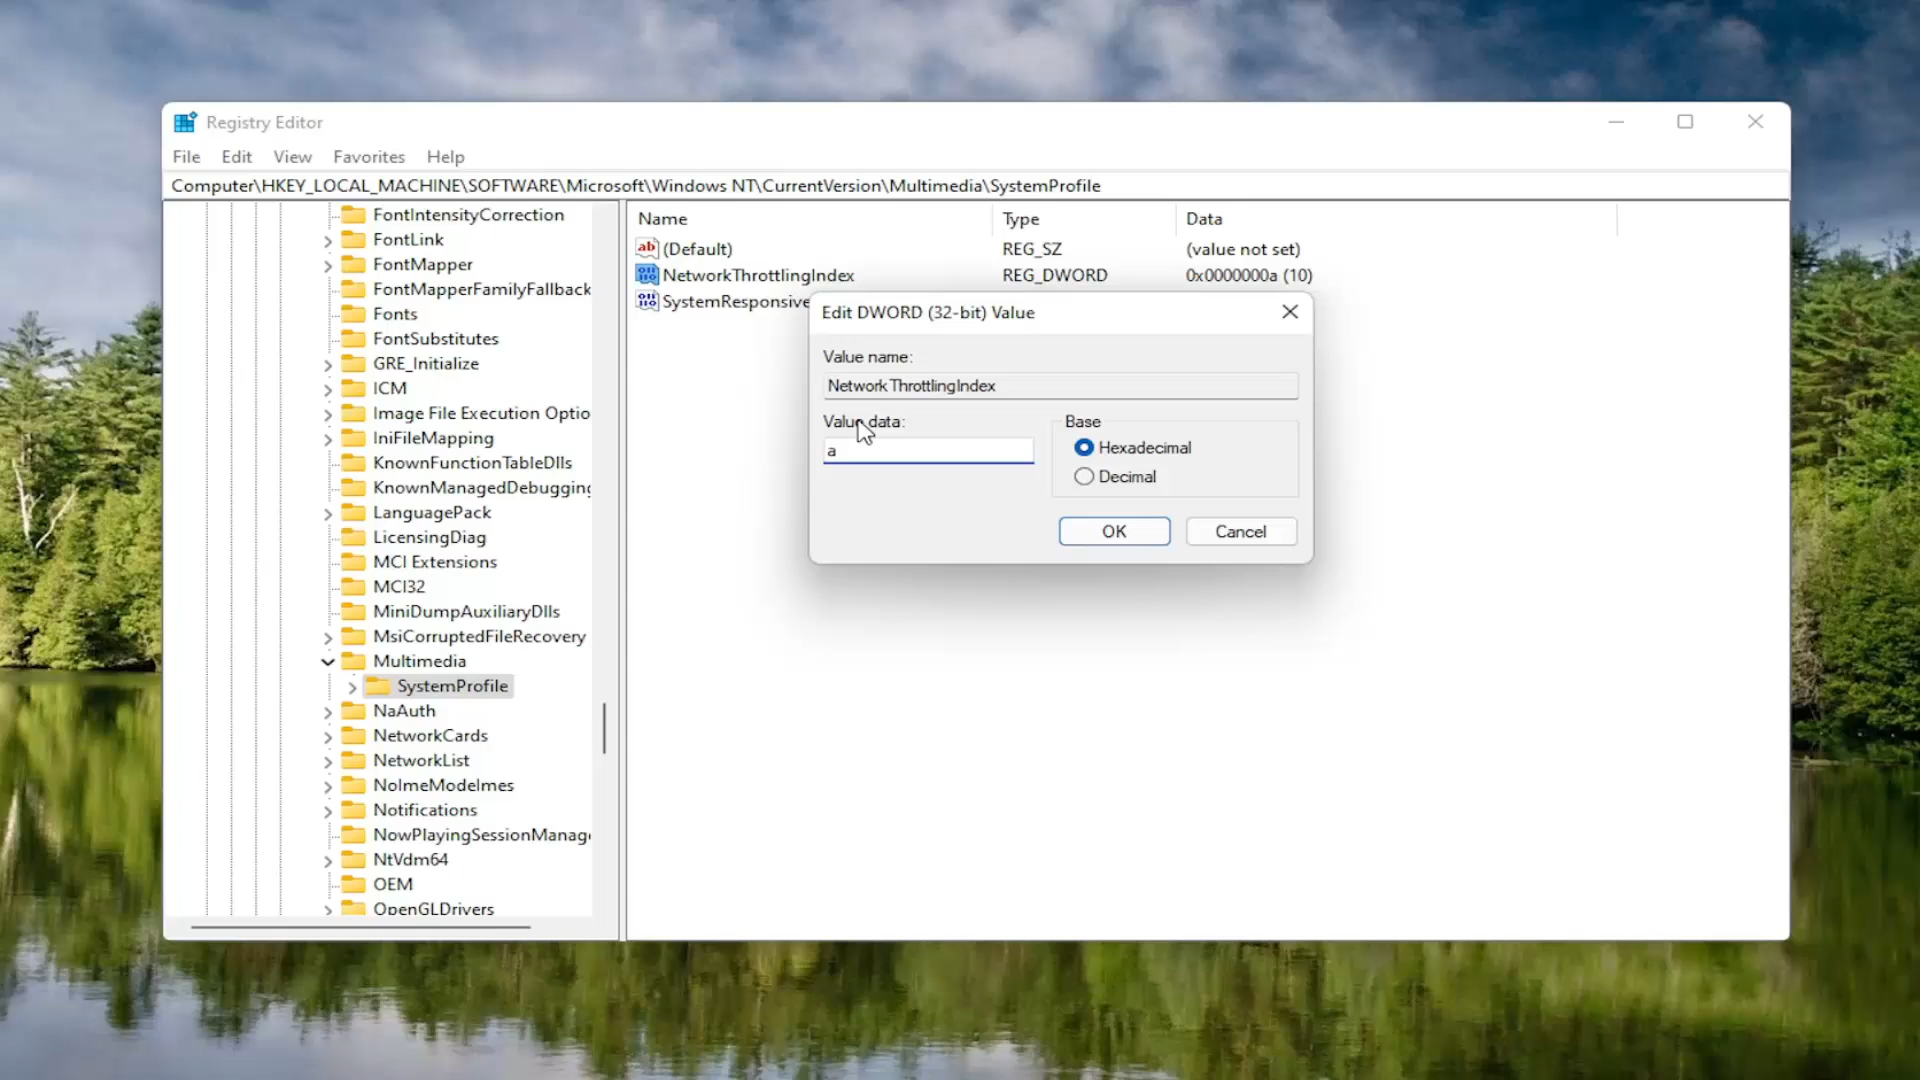 Registry Editor
File Edit View Favorites Help
Computer\HKEY_LOCAL_MACHINE\SOFTWARE\Microsoft\Windows NT\CurrentVersion\Multimedia\SystemProfile
FontIntensityCorrection
FontLink
FontMapper
FontMapperFamilyFallback
Fonts
FontSubstitutes
GRE_Initialize
ICM
Image File Execution Optio
IniFileMapping
KnownFunctionTableDlls
KnownManagedDebugging
LanguagePack
LicensingDiag
MCI Extensions
MCI32
MiniDumpAuxiliaryDlls
MsiCorruptedFileRecovery
Multimedia
SystemProfile
NaAuth
NetworkCards
NetworkList
NoImeModeImes
Notifications
NowPlayingSessionManage
NtVdm64
OEM
OpenGLDrivers
Name Type Data
ab (Default) REG_SZ (value not set)
NetworkThrottlingIndex REG_DWORD 0x0000000a (10)
SystemResponsive
Edit DWORD (32-bit) Value
Value name:
NetworkThrottlingIndex
Value data:
a
Base
Hexadecimal
Decimal
OK Cancel